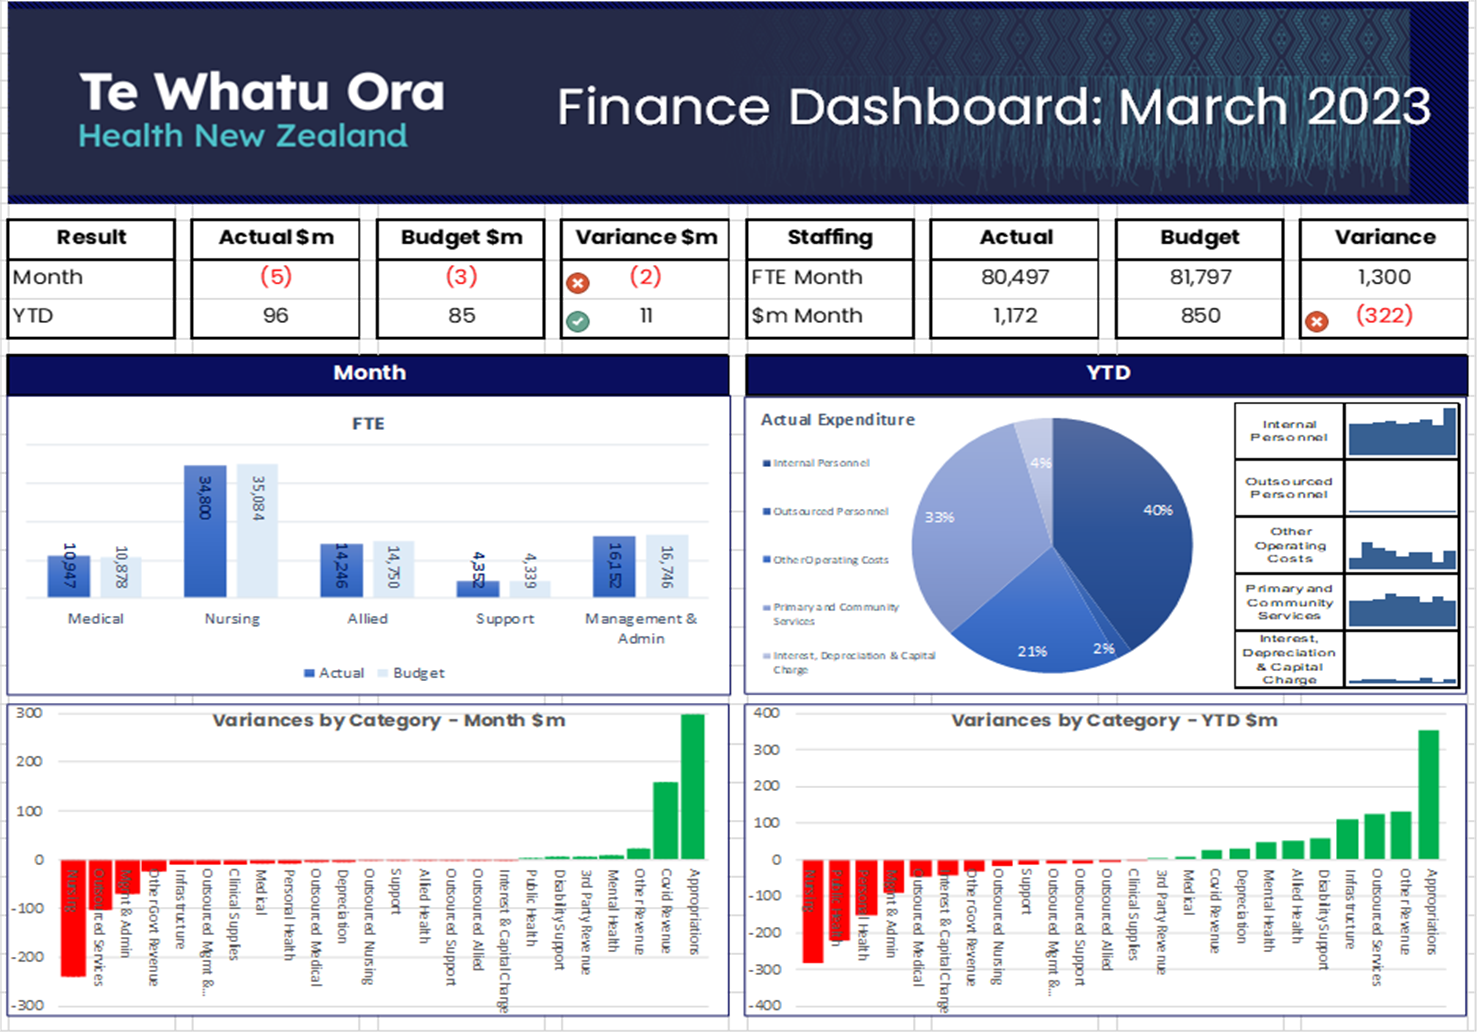 Te Whatu Ora
Health New Zealand
Finance Dashboard: March 2023
Result Actual $m Budget $m Variance $m Staffing Actual Budget Variance
Month (5) (3) (2) FTE Month 80,497 81,797 1,300
YTD 96 85 11 $m Month 1,172 850 (322)
Month
FTE
10,947 10,878 34,800 35,084 14,246 14,750 4,352 4,339 16,152 16,746
Medical Nursing Allied Support Management &
Admin
Actual Budget
YTD
Actual Expenditure
Internal Personnel
Outsourced Personnel
Other Operating Costs
Primary and Community
Services
Interest, Depreciation & Capital
Charge
4%
40%
33%
21%
2%
Internal
Personnel
Outsourced
Personnel
Other
Operating
Costs
Primary and
Community
Services
Interest,
Depreciation
& Capital
Charge
Variances by Category - Month $m
300
200
100
0
-100
-200
-300
Nursing
Outsourced Services
Mgmt & Admin
Other Govt Revenue
Infrastructure
Outsourced Mgmt &...
Clinical Supplies
Medical
Personal Health
Outsourced Medical
Depreciation
Outsourced Nursing
Support
Allied Health
Outsourced Support
Outsourced Allied
Interest & Capital Charge
Public Health
Disability Support
3rd Party Revenue
Mental Health
Other Revenue
Covid Revenue
Appropriations
Variances by Category - YTD $m
400
300
200
100
0
-100
-200
-300
-400
Nursing
Public Health
Personal Health
Mgmt & Admin
Outsourced Medical
Interest & Capital Charge
Other Govt Revenue
Outsourced Nursing
Support
Outsourced Mgmt &...
Outsourced Support
Outsourced Allied
Clinical Supplies
3rd Party Revenue
Medical
Covid Revenue
Depreciation
Mental Health
Allied Health
Disability Support
Infrastructure
Outsourced Services
Other Revenue
Appropriations